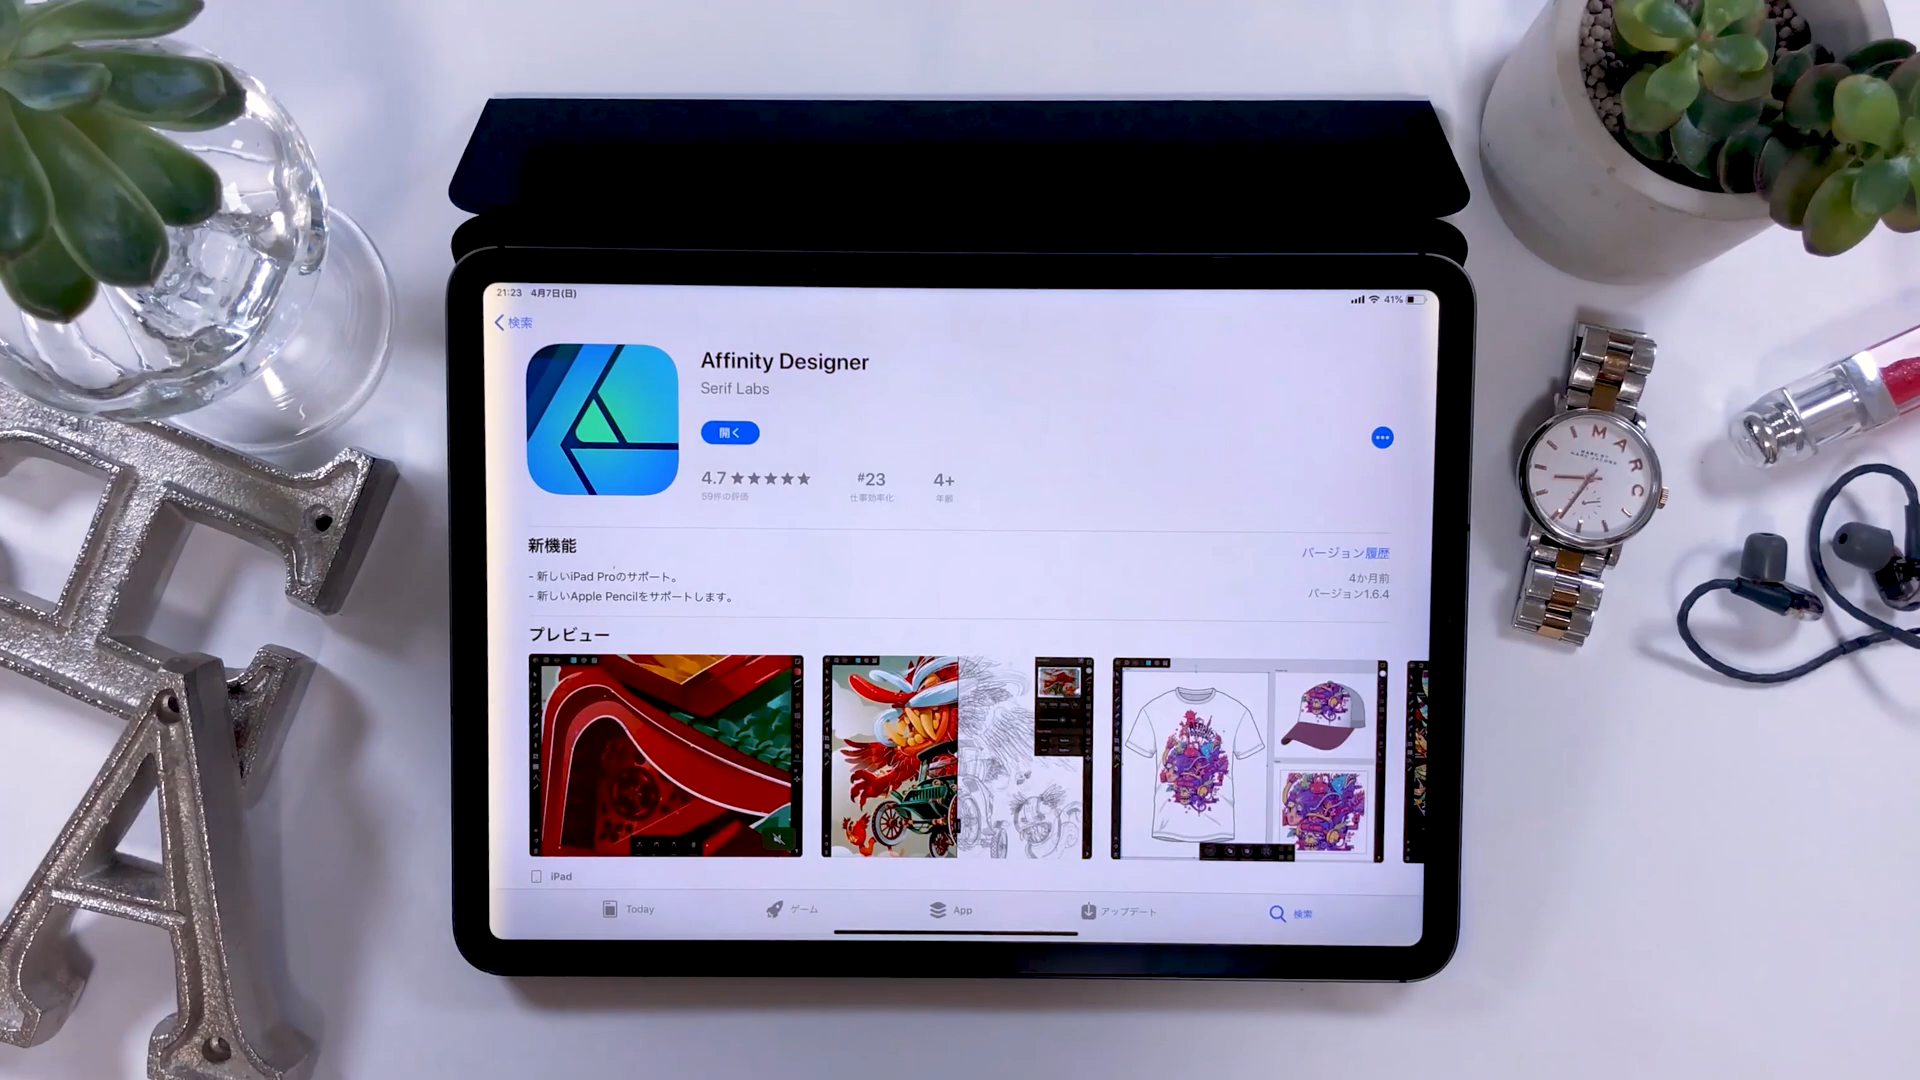 21:23 4月7日(日)
41%
検索
Affinity Designer
Serif Labs
開く
4.7
#23
4+
59件の評価
仕事効率化
年齢
新機能
バージョン履歴
- 新しいiPad Proのサポート。
4か月前
- 新しいApple Pencilをサポートします。
バージョン1.6.4
プレビュー
iPad
Today
ゲーム
App
アップデート
検索
MARC
MARC BY
MARC JACOBS
H
A